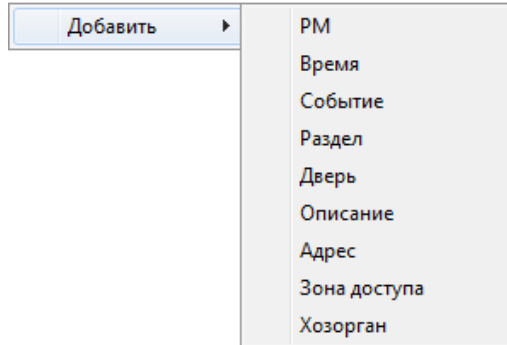 Добавить
РМ
Время
Событие
Раздел
Дверь
Описание
Адрес
Зона доступа
Хозорган